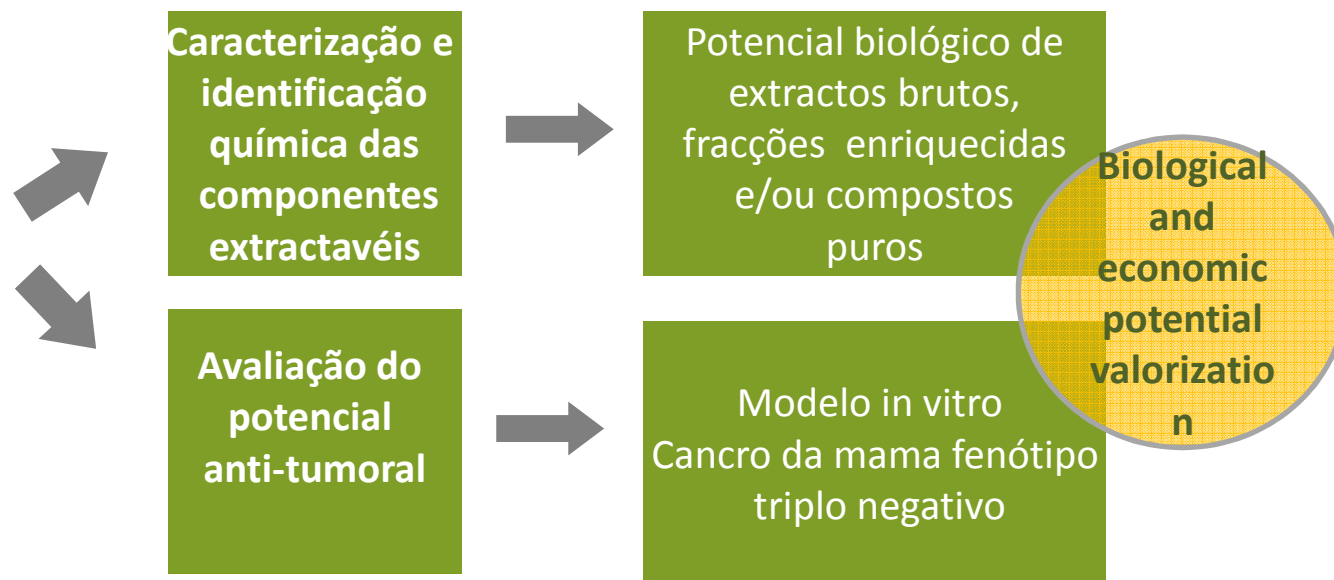 Caracterização e
identificação
química das
componentes
extractavéis
Potencial biológico de
extractos brutos,
fracções enriquecidas
e/ou compostos
puros
Biological
and
economic
potential
valorizatio
n
Avaliação do
potencial
anti-tumoral
Modelo in vitro
Cancro da mama fenótipo
triplo negativo